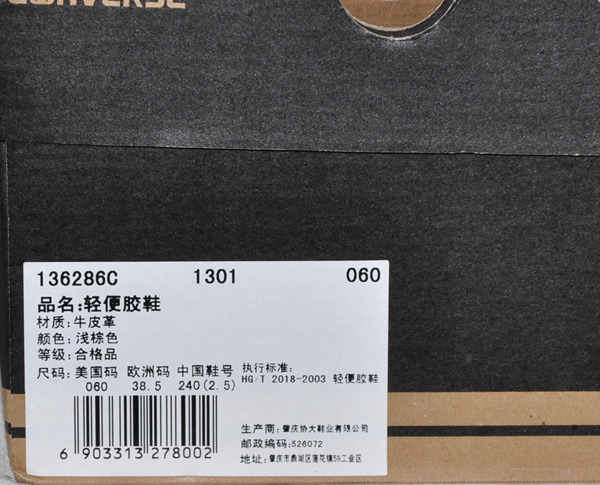 CONVERSE
136286C 1301 060
品名:轻便胶鞋
材质:牛皮革
颜色:浅棕色
等级:合格品
尺码:美国码 欧洲码 中国鞋号
060 38.5 240(2.5)
执行标准:
HG/T 2018-2003 轻便胶鞋
6 903313 278002
生产商:肇庆协大鞋业有限公司
邮政编码:526072
地址:肇庆市鼎湖区莲花镇59工业区